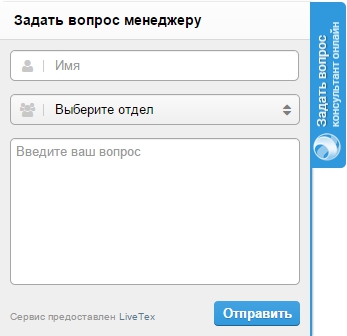 Задать вопрос менеджеру
Имя
Выберите отдел
Введите ваш вопрос
Сервис предоставлен LiveTex
Отправить
Задать вопрос
консультант онлайн